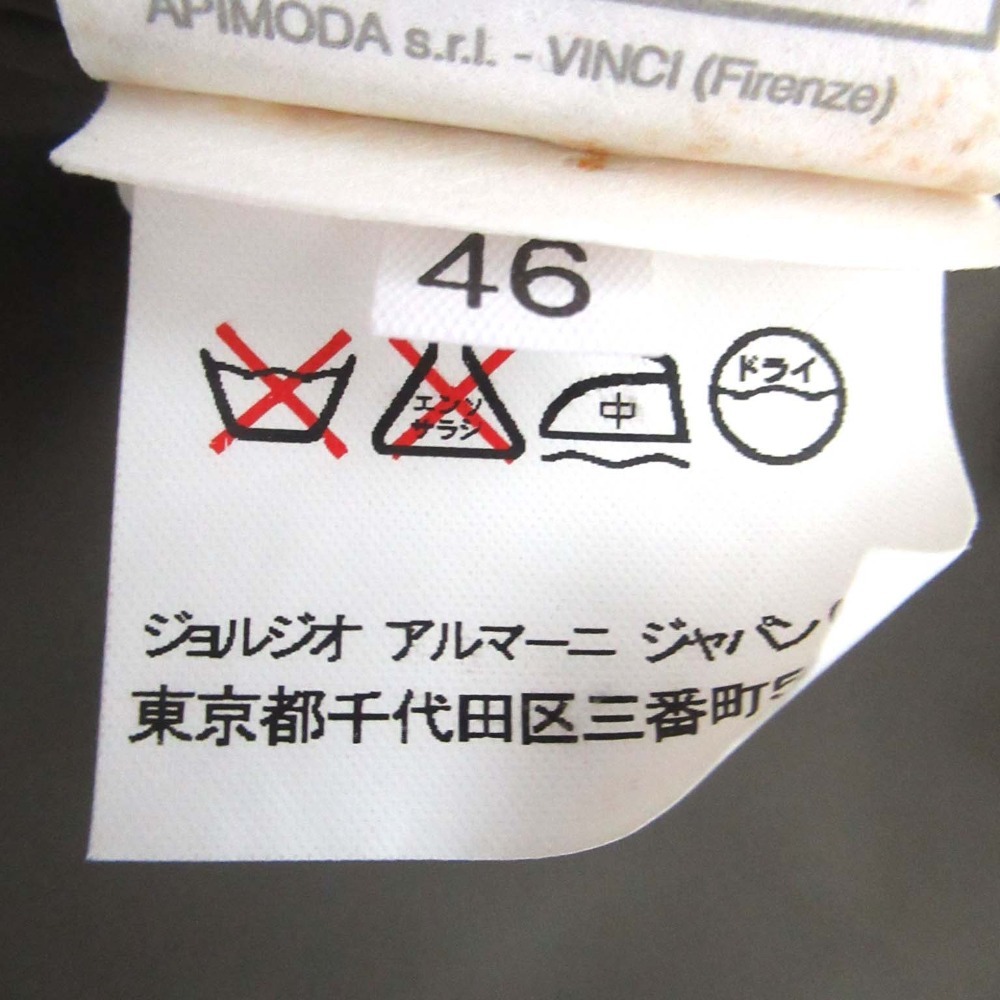 APIMODA s.r.l. - VINCI (Firenze)
46
エンソ
サラシ
中
ドライ
ジョルジオ アルマーニ ジャパン
東京都千代田区三番町5